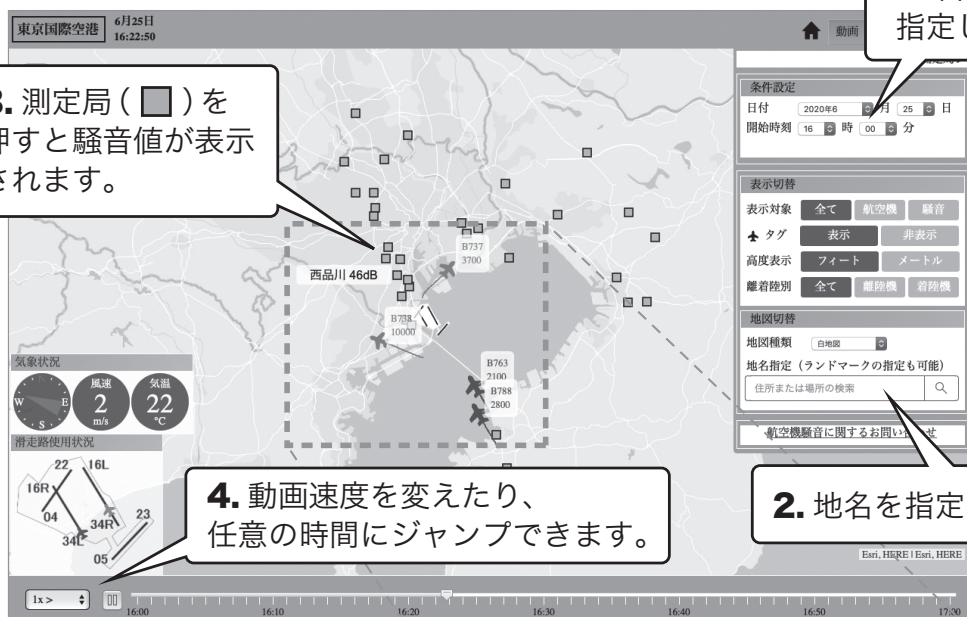 東京国際空港
6月25日
16:22:50
動画
指定し
3. 測定局(■)を
押すと騒音値が表示
されます。
条件設定
日付 2020年6 月 25 日
開始時刻 16 時 00 分
表示切替
表示対象 全て 航空機 騒音
タグ 表示 非表示
高度表示 フィート メートル
離着陸別 全て 離陸機 着陸機
地図切替
地図種類 白地図
地名指定(ランドマークの指定も可能)
住所または場所の検索
航空機騒音に関するお問い合わせ
2. 地名を指定
B737
3700
西品川 46dB
B738
10000
B763
2100
B788
2800
気象状況
W E S
風速
2
m/s
気温
22
℃
滑走路使用状況
22 16L
16R
04 34R 23
34L
05
4. 動画速度を変えたり、
任意の時間にジャンプできます。
Esri, HERE | Esri, HERE
1x >
16:00 16:10 16:20 16:30 16:40 16:50 17:00